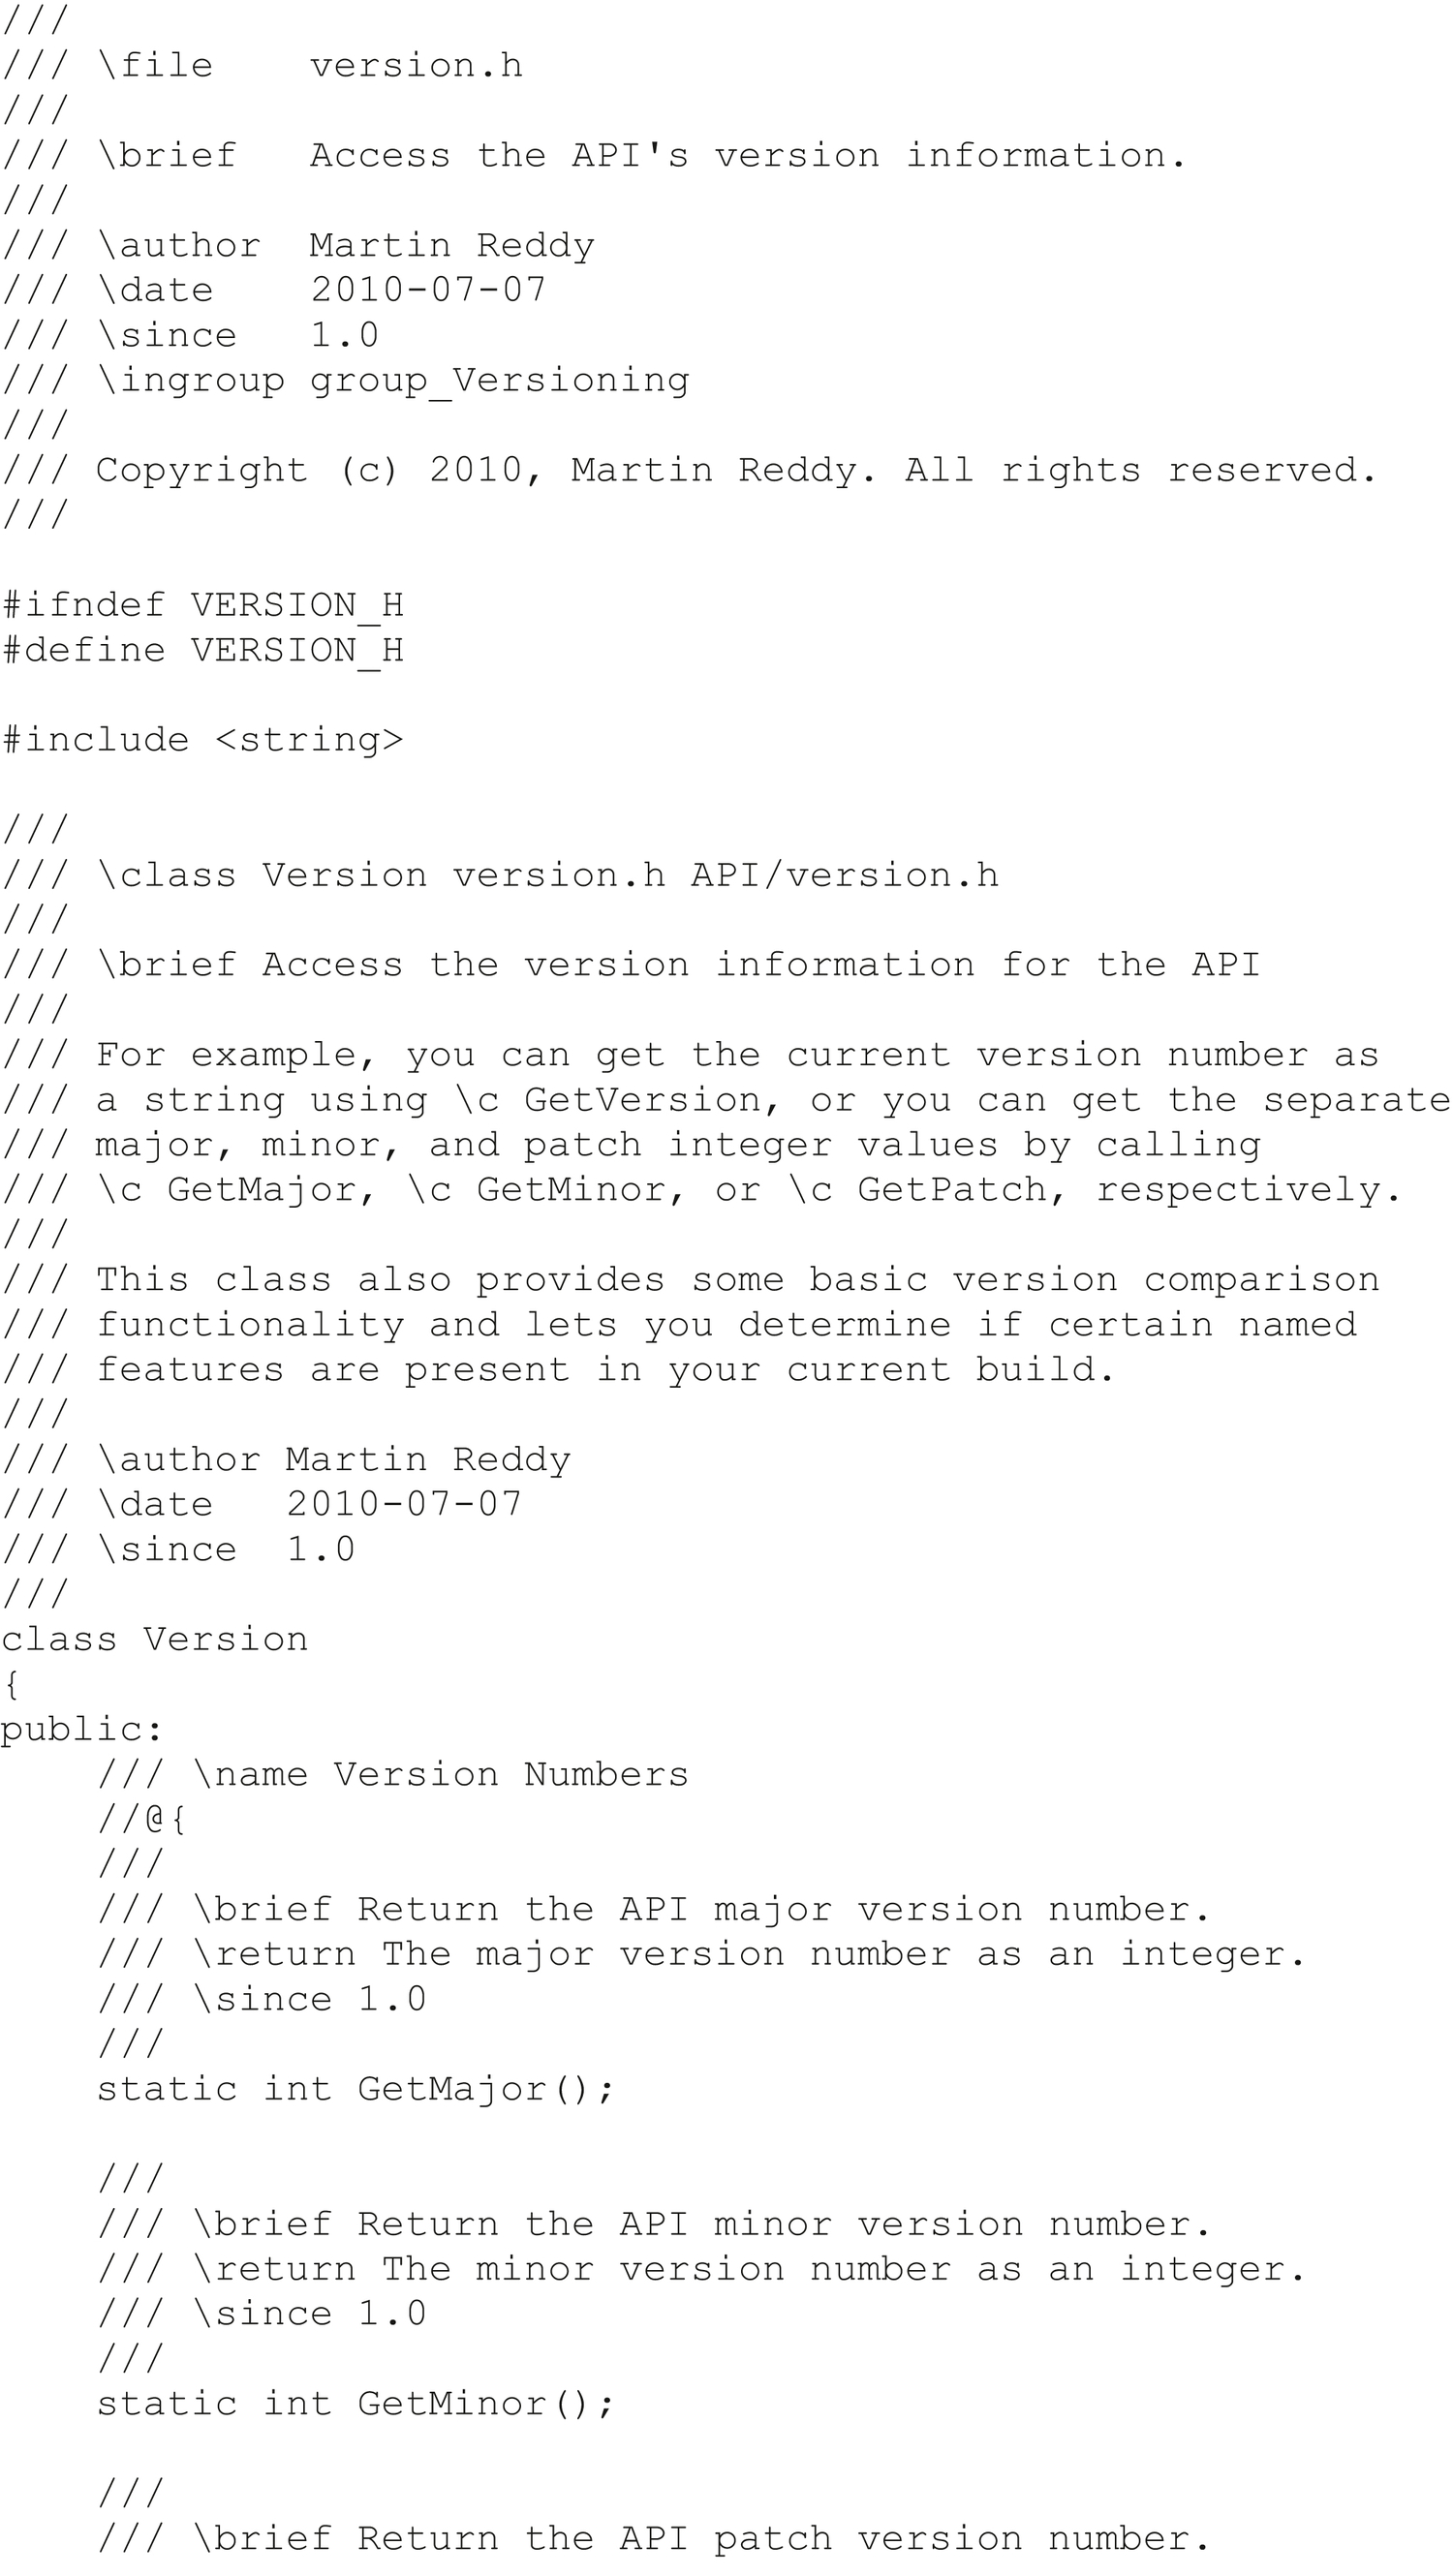 ///
/// \file    version.h
///
/// \brief   Access the API's version information.
///
/// \author  Martin Reddy
/// \date    2010-07-07
/// \since   1.0
/// \ingroup group_Versioning
///
/// Copyright (c) 2010, Martin Reddy. All rights reserved.
///

#ifndef VERSION_H
#define VERSION_H

#include <string>

///
/// \class Version version.h API/version.h
///
/// \brief Access the version information for the API
///
/// For example, you can get the current version number as
/// a string using \c GetVersion, or you can get the separate
/// major, minor, and patch integer values by calling
/// \c GetMajor, \c GetMinor, or \c GetPatch, respectively.
///
/// This class also provides some basic version comparison
/// functionality and lets you determine if certain named
/// features are present in your current build.
///
/// \author Martin Reddy
/// \date   2010-07-07
/// \since  1.0
///
class Version
{
public:
    /// \name Version Numbers
    //@{
    ///
    /// \brief Return the API major version number.
    /// \return The major version number as an integer.
    /// \since 1.0
    ///
    static int GetMajor();

    ///
    /// \brief Return the API minor version number.
    /// \return The minor version number as an integer.
    /// \since 1.0
    ///
    static int GetMinor();

    ///
    /// \brief Return the API patch version number.